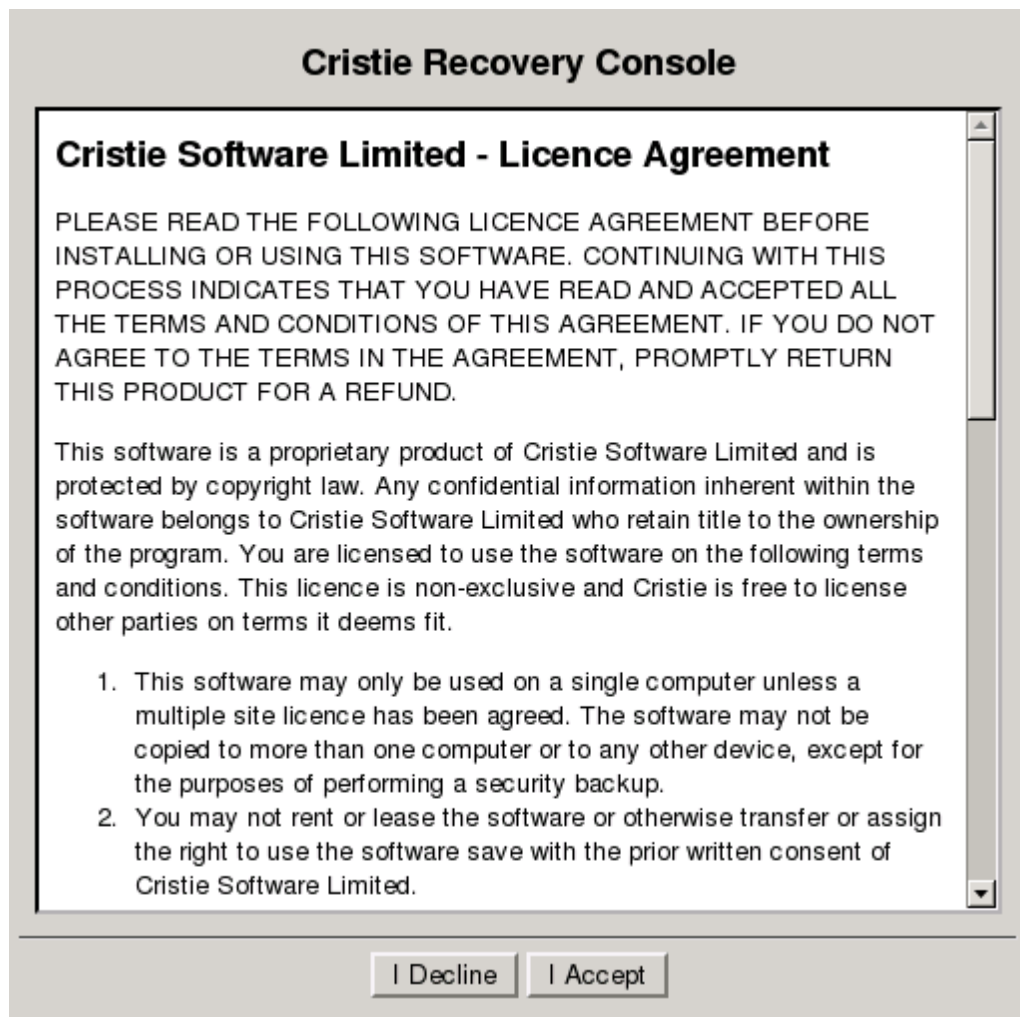 Cristie Recovery Console
Cristie Software Limited - Licence Agreement
PLEASE READ THE FOLLOWING LICENCE AGREEMENT BEFORE
INSTALLING OR USING THIS SOFTWARE. CONTINUING WITH THIS
PROCESS INDICATES THAT YOU HAVE READ AND ACCEPTED ALL
THE TERMS AND CONDITIONS OF THIS AGREEMENT. IF YOU DO NOT
AGREE TO THE TERMS IN THE AGREEMENT, PROMPTLY RETURN
THIS PRODUCT FOR A REFUND.
This software is a proprietary product of Cristie Software Limited and is
protected by copyright law. Any confidential information inherent within the
software belongs to Cristie Software Limited who retain title to the ownership
of the program. You are licensed to use the software on the following terms
and conditions. This licence is non-exclusive and Cristie is free to license
other parties on terms it deems fit.
1. This software may only be used on a single computer unless a
multiple site licence has been agreed. The software may not be
copied to more than one computer or to any other device, except for
the purposes of performing a security backup.
2. You may not rent or lease the software or otherwise transfer or assign
the right to use the software save with the prior written consent of
Cristie Software Limited.
I Decline I Accept